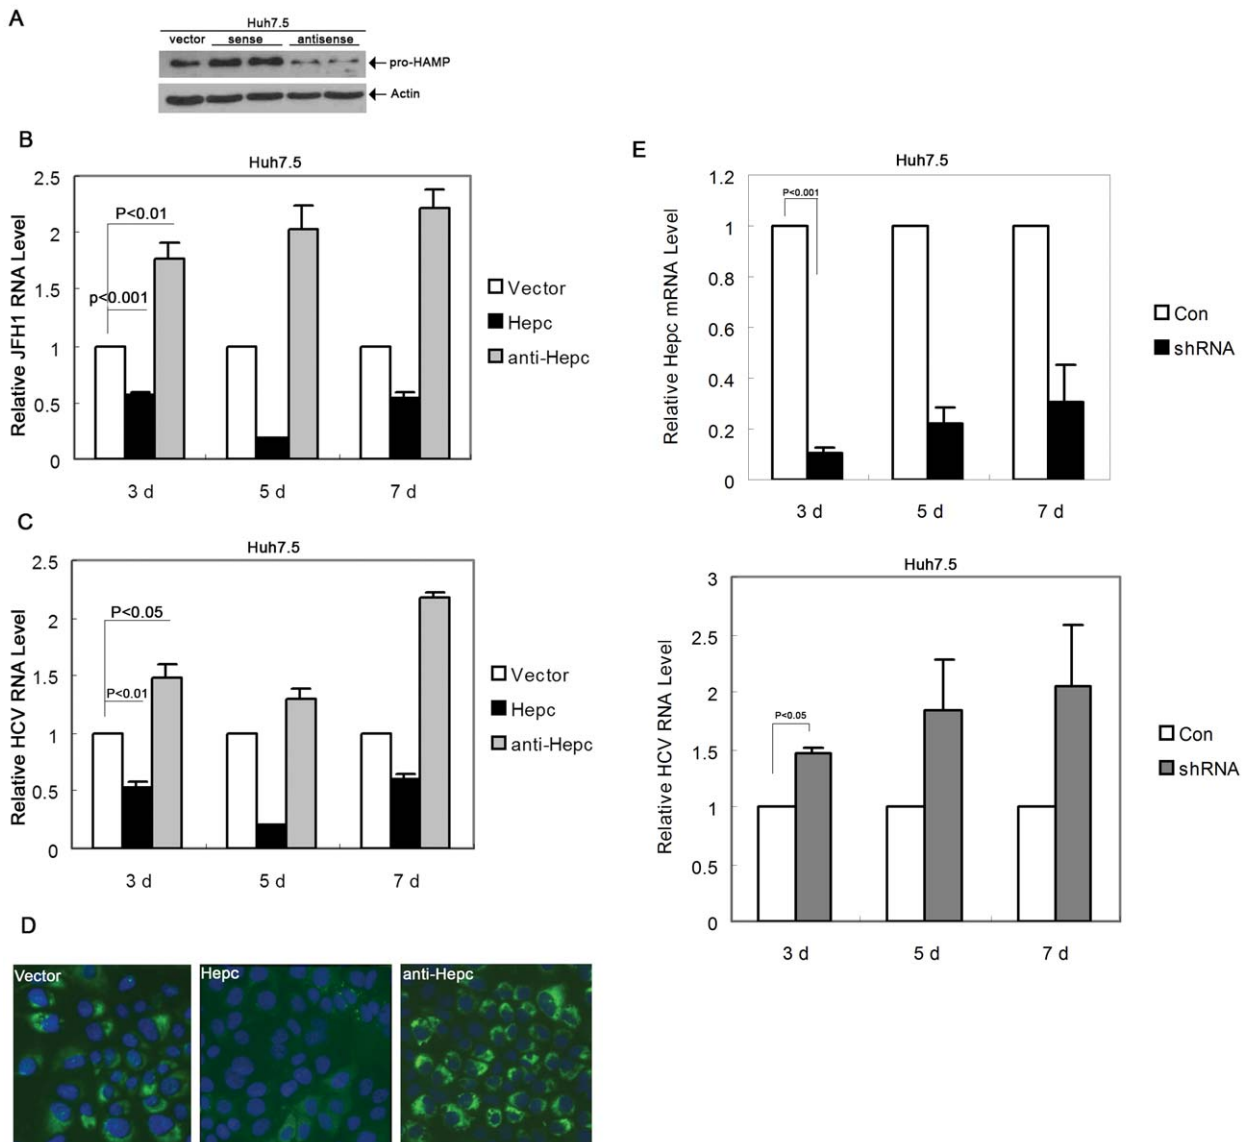 A
Huh7.5
vector sense antisense
pro-HAMP
Actin
B
Huh7.5
Relative JFH1 RNA Level
2.5
2
1.5
1
0.5
0
P<0.01
p<0.001
3 d 5 d 7 d
Vector
Hepc
anti-Hepc
C
Huh7.5
Relative HCV RNA Level
2.5
2
1.5
1
0.5
0
P<0.05
P<0.01
3 d 5 d 7 d
Vector
Hepc
anti-Hepc
D
Vector
Hepc
anti-Hepc
E
Huh7.5
Relative Hepc mRNA Level
1.2
1
0.8
0.6
0.4
0.2
0
P<0.001
3 d 5 d 7 d
Con
shRNA
Huh7.5
Relative HCV RNA Level
3
2.5
2
1.5
1
0.5
0
P<0.05
3 d 5 d 7 d
Con
shRNA